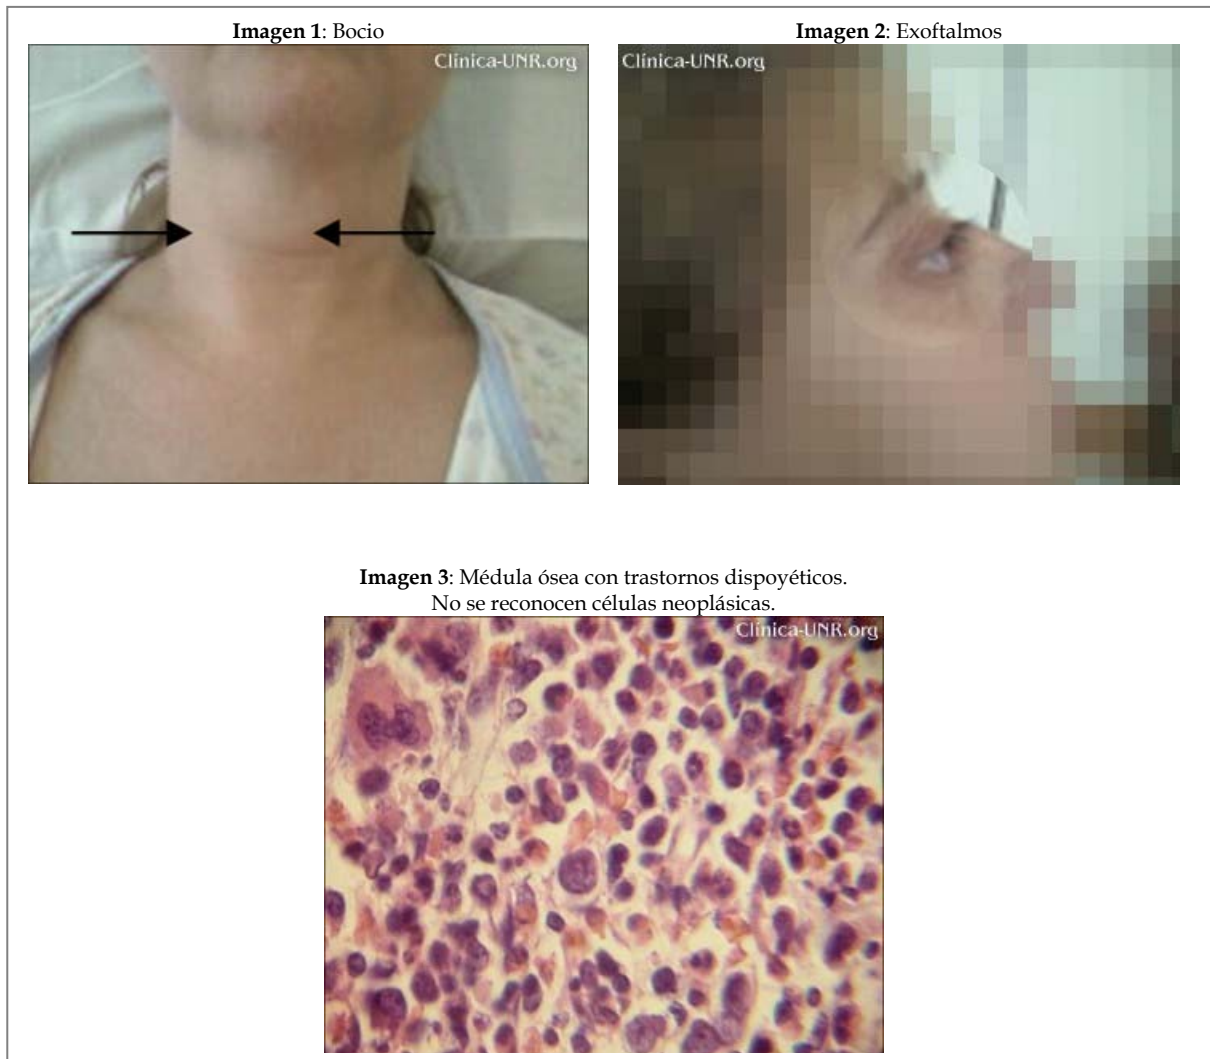 Imagen 1: Bocio
Imagen 2: Exoftalmos
Clínica-UNR.org
Clínica-UNR.org
Imagen 3: Médula ósea con trastornos dispoyéticos.
No se reconocen células neoplásicas.
Clínica-UNR.org